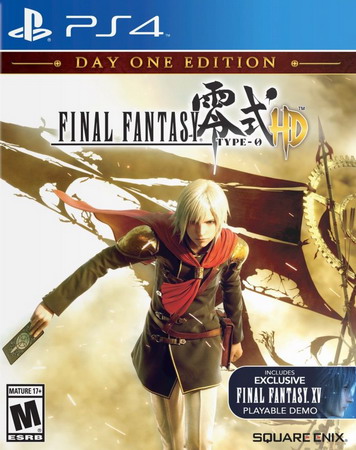 PS4
DAY ONE EDITION
FINAL FANTASY 零式 HD™
TYPE-0
INCLUDES
EXCLUSIVE
FINAL FANTASY XV
PLAYABLE DEMO
MATURE 17+
M
ESRB
SQUARE ENIX.